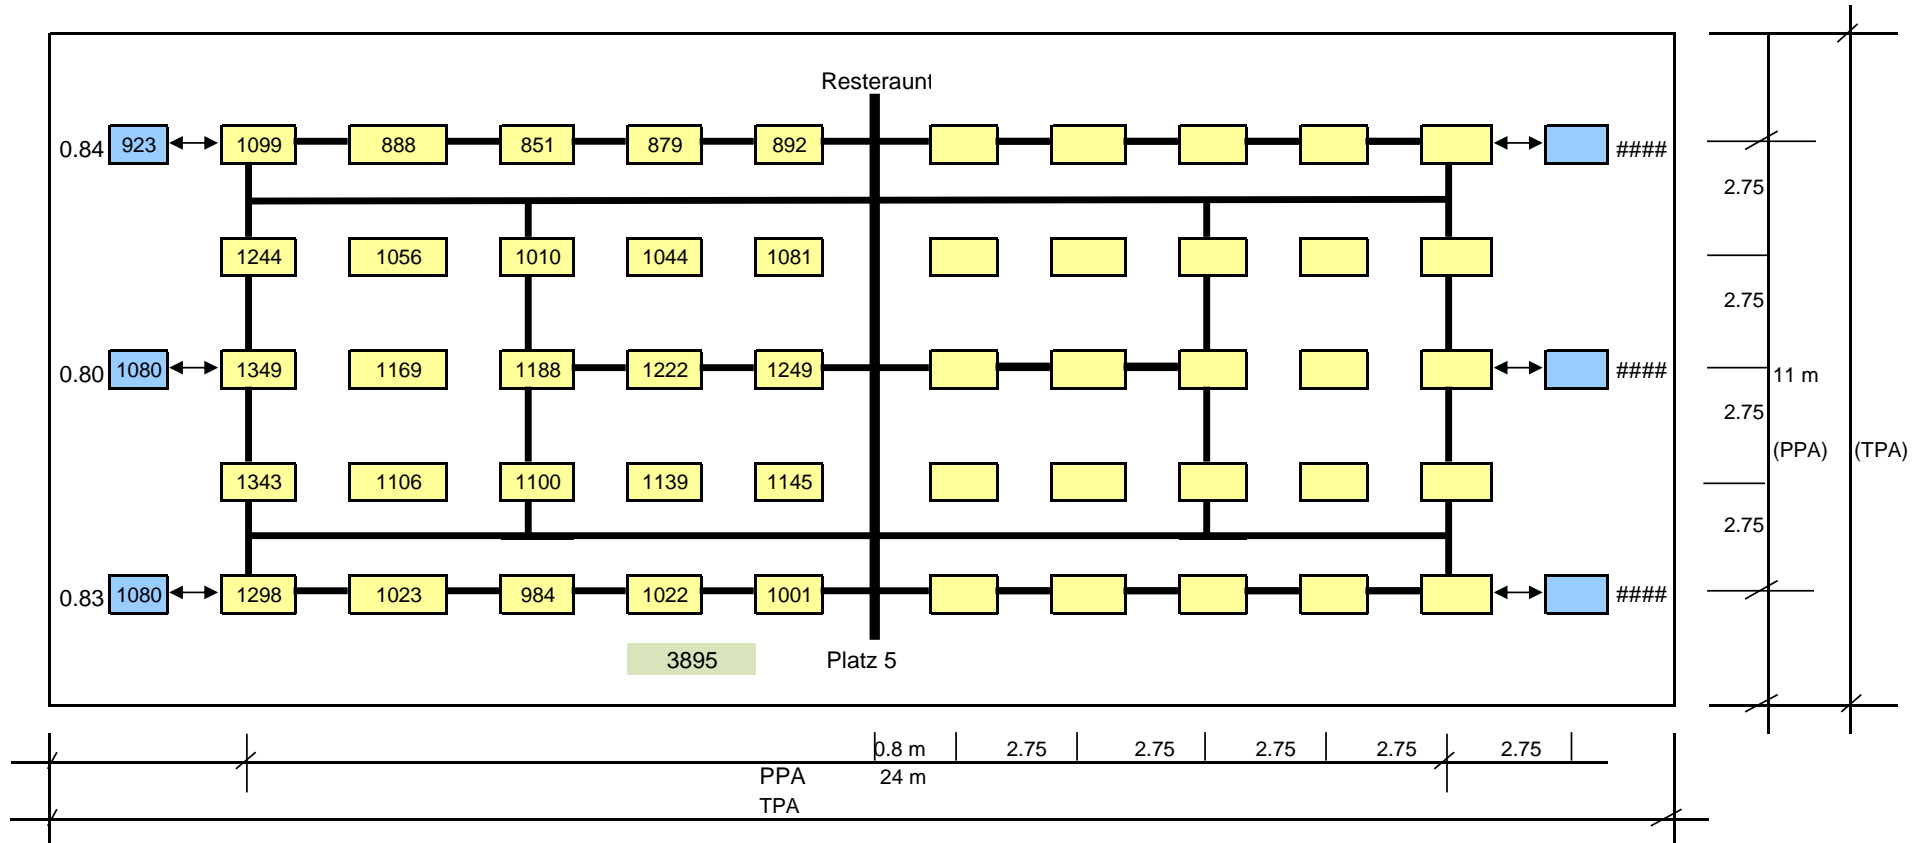 Resteraunt
0.84 923 1099 888 851 879 892 ####
2.75
1244 1056 1010 1044 1081
2.75
0.80 1080 1349 1169 1188 1222 1249 ####
11 m
2.75
(PPA) (TPA)
1343 1106 1100 1139 1145
2.75
0.83 1080 1298 1023 984 1022 1001 ####
3895 Platz 5
0.8 m 2.75 2.75 2.75 2.75 2.75
PPA 24 m
TPA